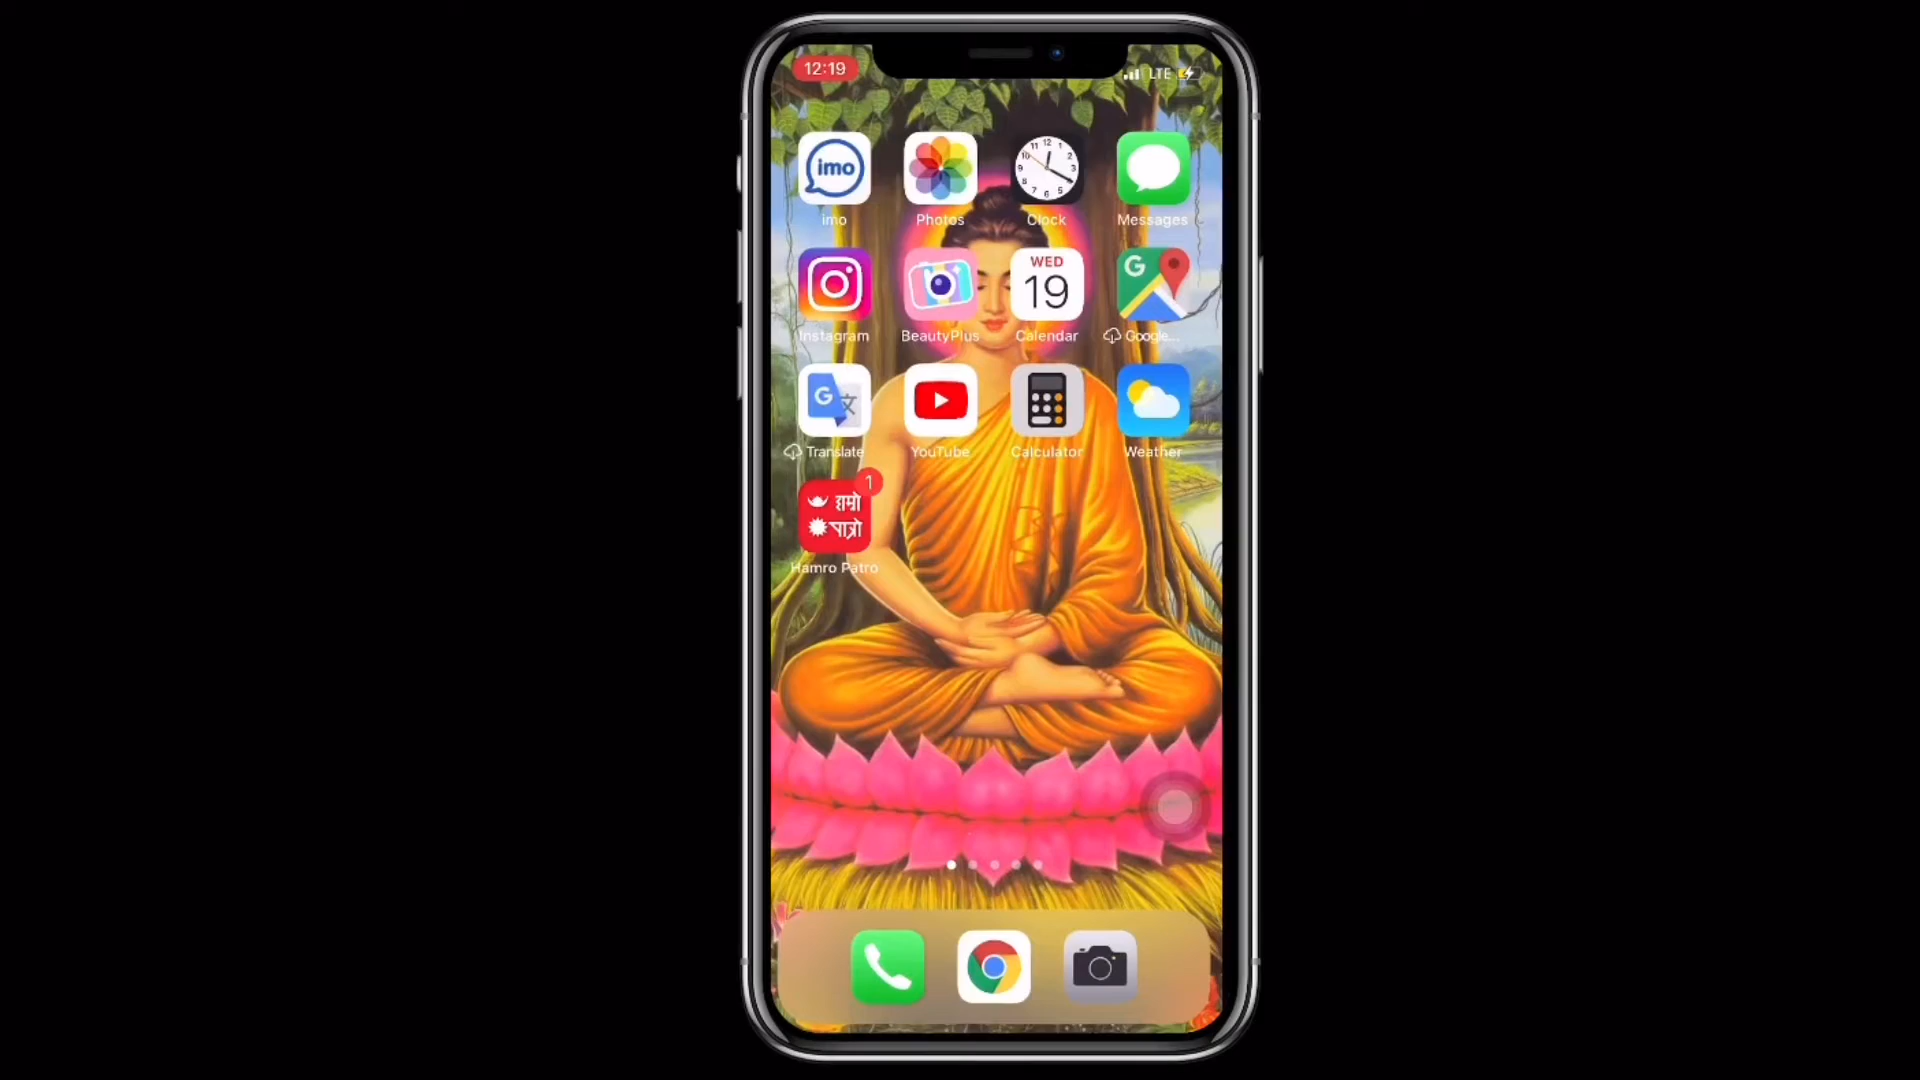 12:19
LTE
imo
imo
Photos
Clock
Messages
Instagram
BeautyPlus
WED
19
Calendar
G
Google...
G
Translate
YouTube
Calculator
Weather
1
हाम्रो
पात्रो
Hamro Patro